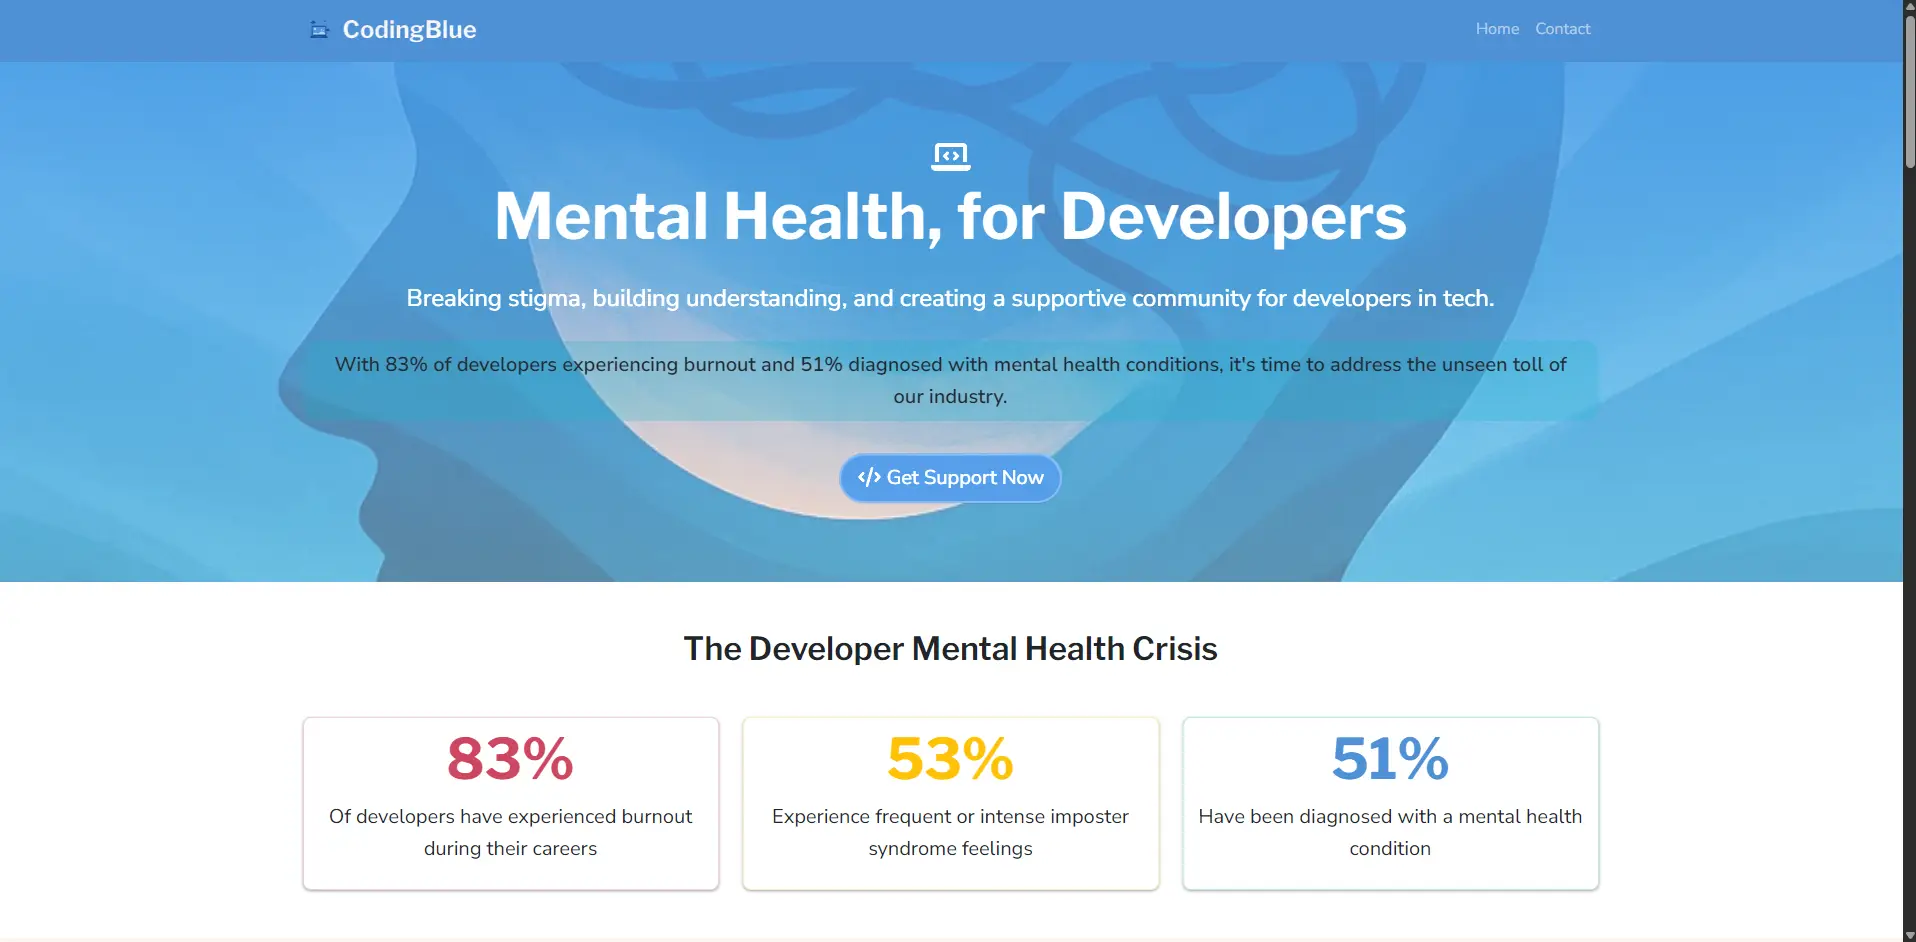 CodingBlue
Home Contact
Mental Health, for Developers
Breaking stigma, building understanding, and creating a supportive community for developers in tech.
With 83% of developers experiencing burnout and 51% diagnosed with mental health conditions, it's time to address the unseen toll of
our industry.
</> Get Support Now
The Developer Mental Health Crisis
83%
Of developers have experienced burnout
during their careers
53%
Experience frequent or intense imposter
syndrome feelings
51%
Have been diagnosed with a mental health
condition